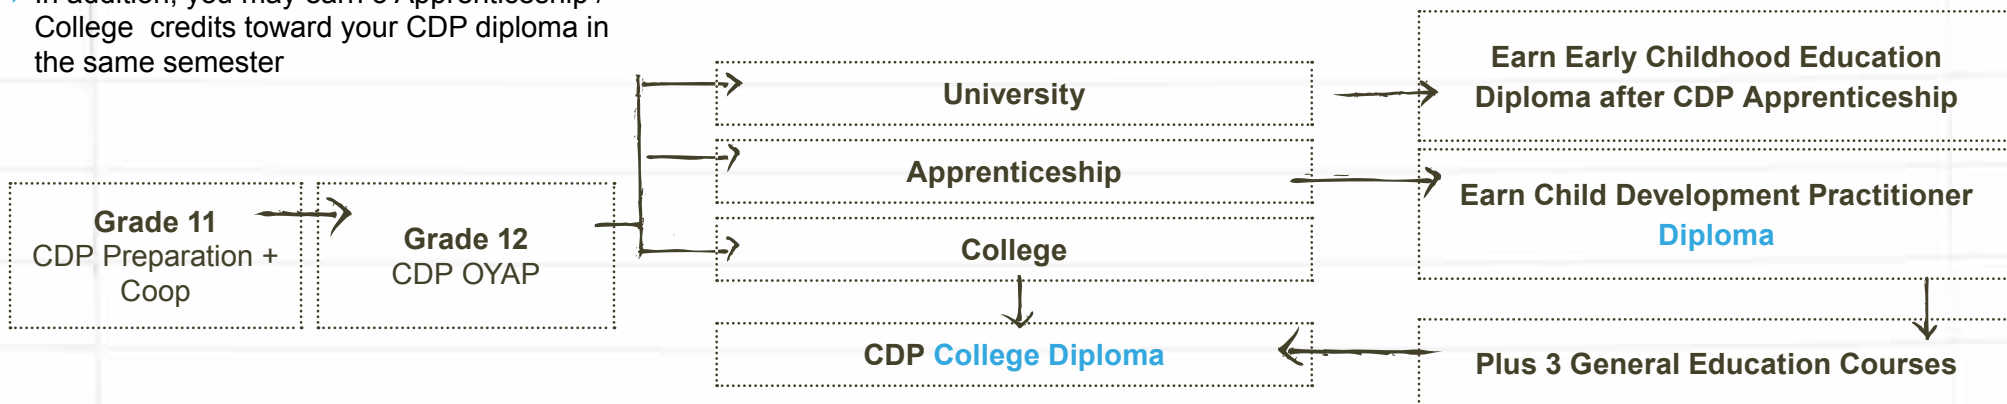 College credits toward your CDP diploma in
the same semester
Grade 11
CDP Preparation +
Coop
Grade 12
CDP OYAP
University
Apprenticeship
College
CDP College Diploma
Earn Early Childhood Education
Diploma after CDP Apprenticeship
Earn Child Development Practitioner
Diploma
Plus 3 General Education Courses